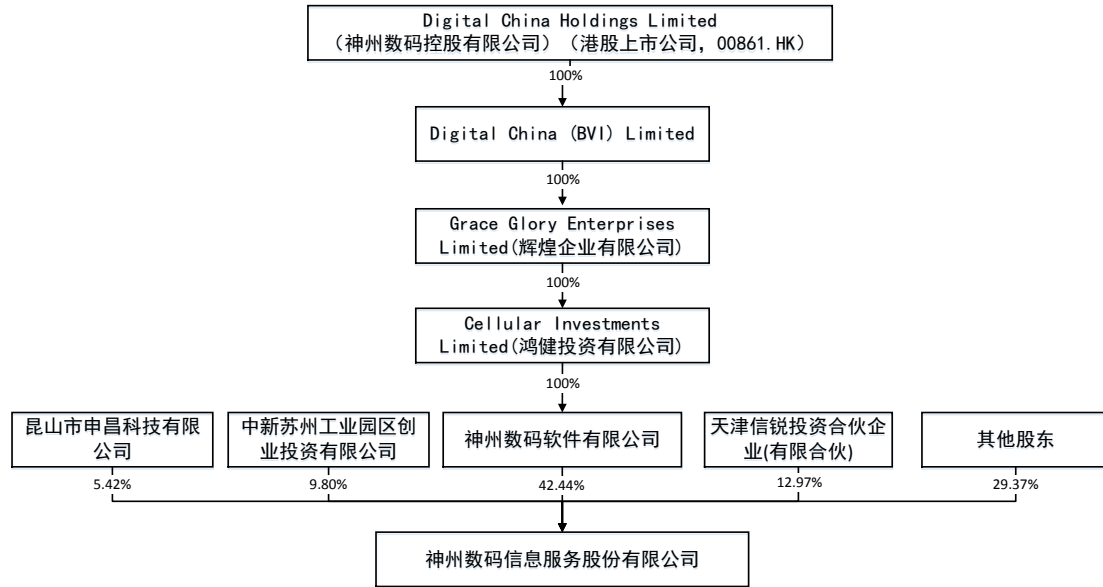 Digital China Holdings Limited
（神州数码控股有限公司）（港股上市公司，00861.HK）
100%
Digital China (BVI) Limited
100%
Grace Glory Enterprises
Limited(辉煌企业有限公司)
100%
Cellular Investments
Limited(鸿健投资有限公司)
100%
昆山市申昌科技有限
公司
中新苏州工业园区创
业投资有限公司
神州数码软件有限公司
天津信锐投资合伙企
业(有限合伙)
其他股东
5.42%
9.80%
42.44%
12.97%
29.37%
神州数码信息服务股份有限公司